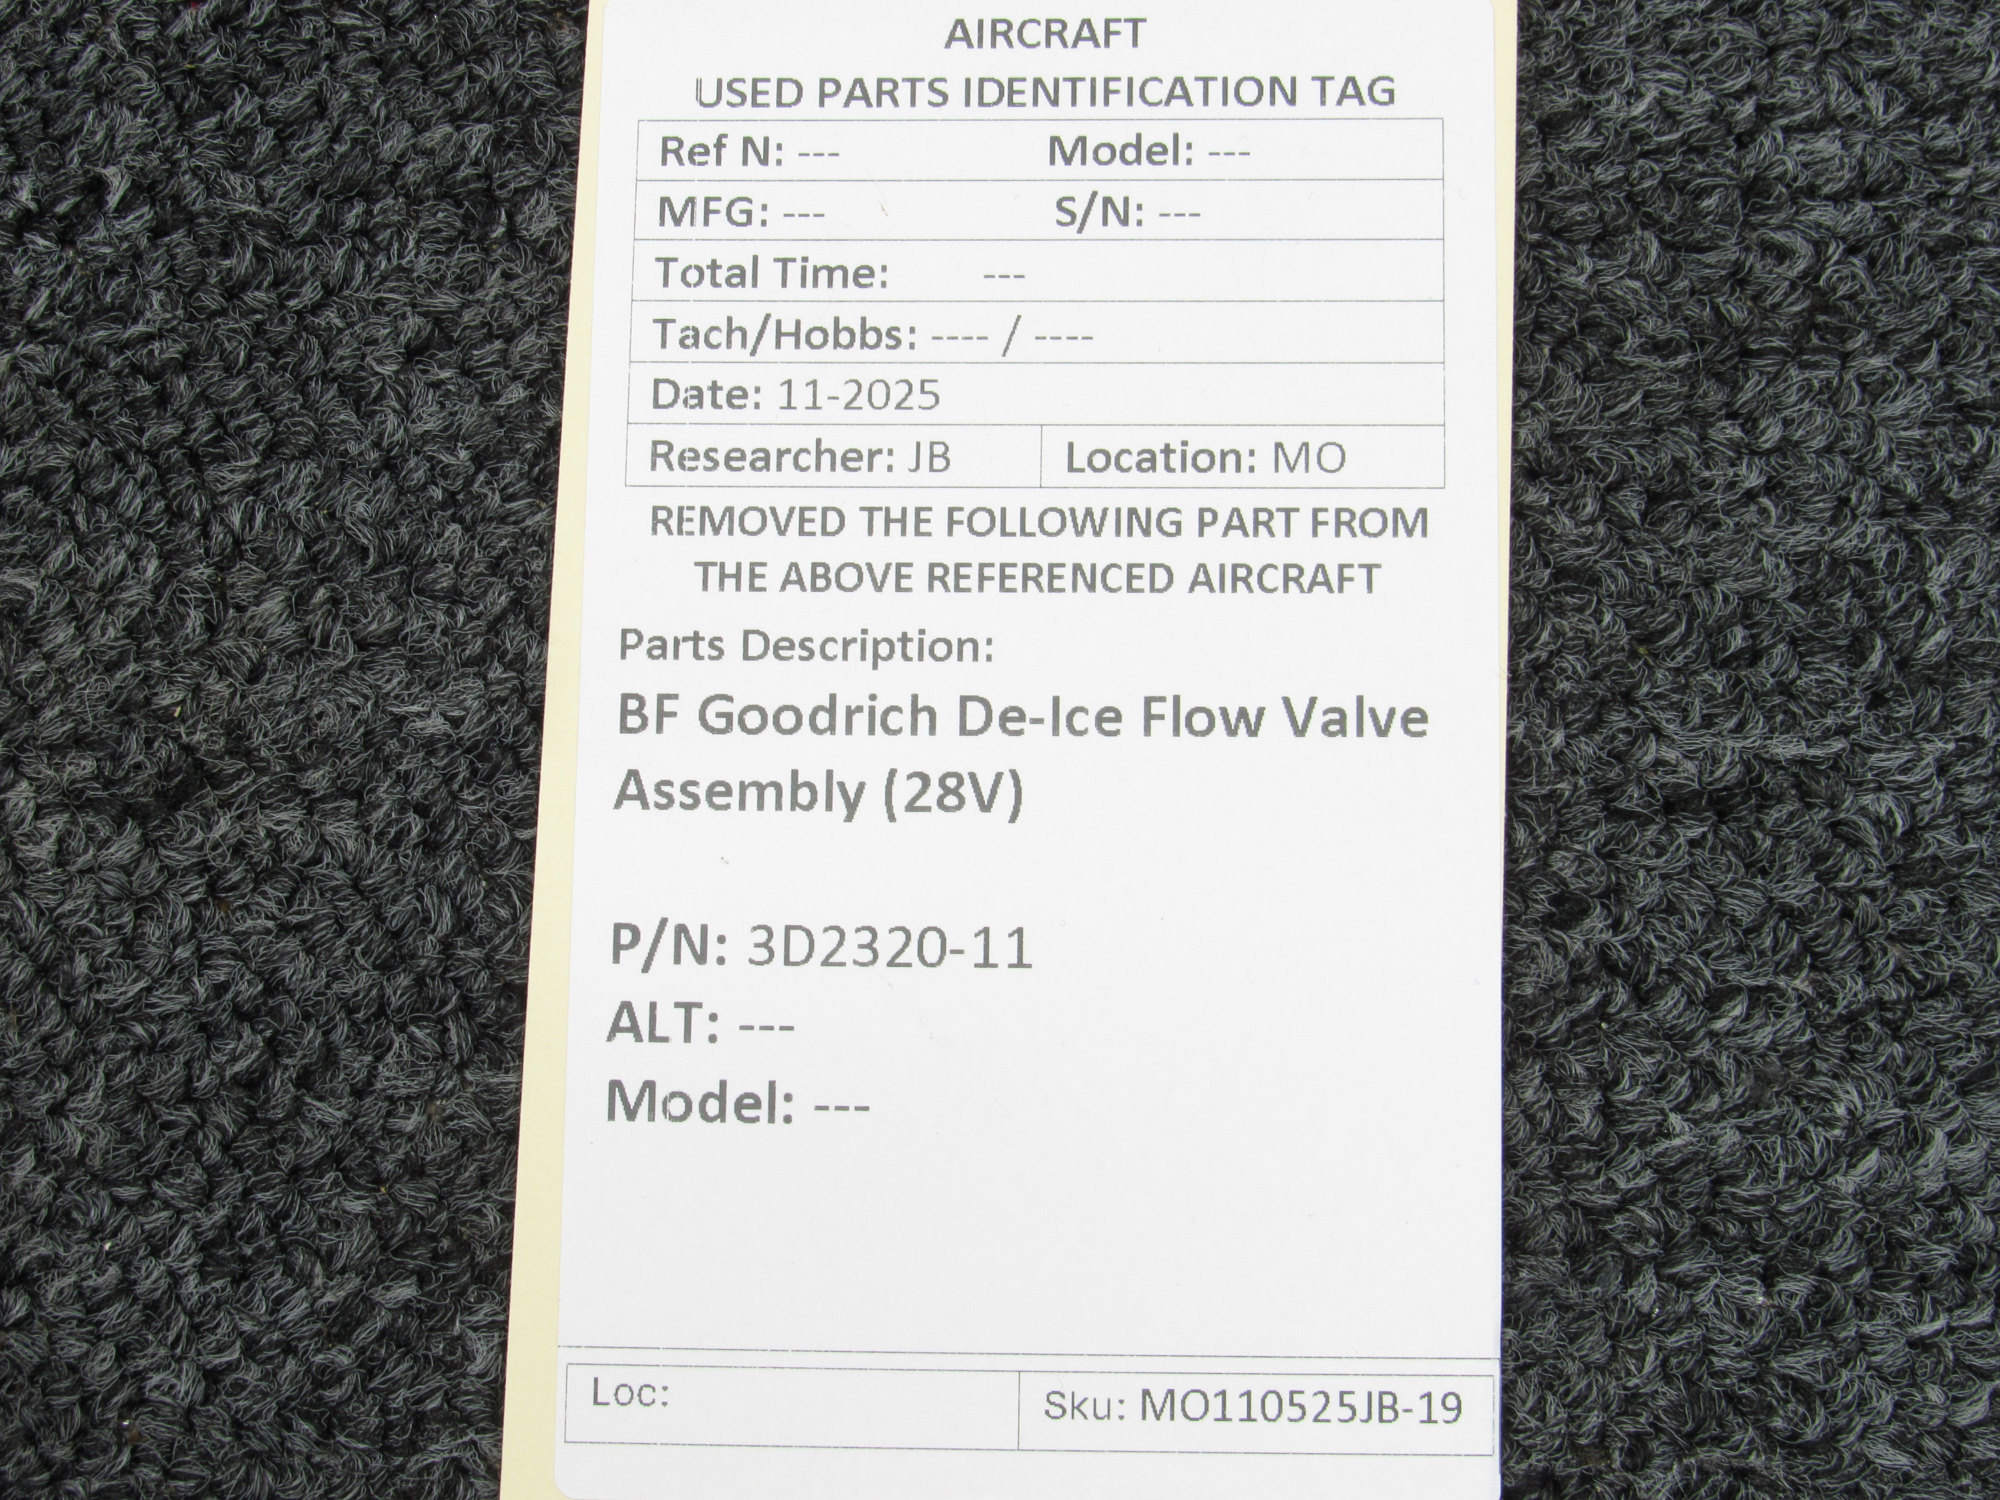 AIRCRAFT
USED PARTS IDENTIFICATION TAG
Ref N: --- Model: ---
MFG: --- S/N: ---
Total Time: ---
Tach/Hobbs: ---- / ----
Date: 11-2025
Researcher: JB Location: MO
REMOVED THE FOLLOWING PART FROM
THE ABOVE REFERENCED AIRCRAFT
Parts Description:
BF Goodrich De-Ice Flow Valve
Assembly (28V)
P/N: 3D2320-11
ALT: ---
Model: ---
Loc: Sku: MO110525JB-19